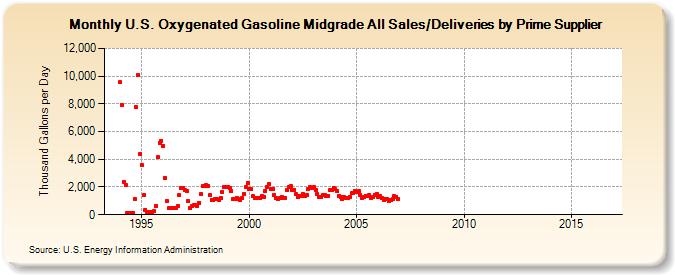 Monthly U.S. Oxygenated Gasoline Midgrade All Sales/Deliveries by Prime Supplier
Thousand Gallons per Day
12,000
10,000
8,000
6,000
4,000
2,000
0
1995 2000 2005 2010 2015
Source: U.S. Energy Information Administration